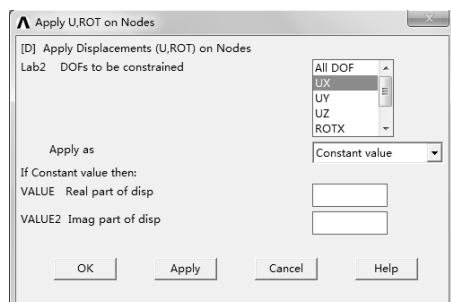 Apply U,ROT on Nodes
[D] Apply Displacements (U,ROT) on Nodes
Lab2 DOFs to be constrained
All DOF
UX
UY
UZ
ROTX
Apply as
Constant value
If Constant value then:
VALUE Real part of disp
VALUE2 Imag part of disp
OK Apply Cancel Help